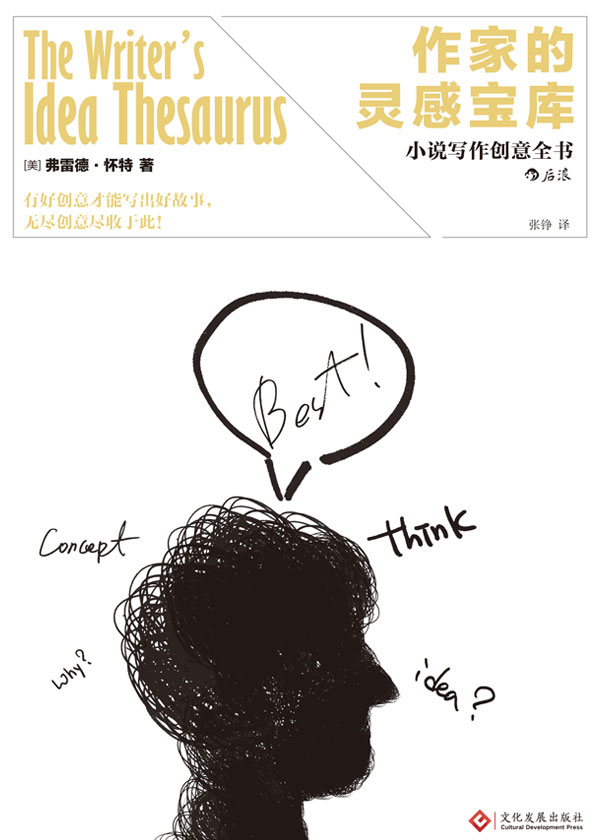 The Writer's
Idea Thesaurus
[美] 弗雷德·怀特 著
有好创意才能写出好故事，
无尽创意尽收于此！
作家的
灵感宝库
小说写作创意全书
后浪
张铮 译
Best!
Concept
think
why?
idea?
文化发展出版社
Cultural Development Press